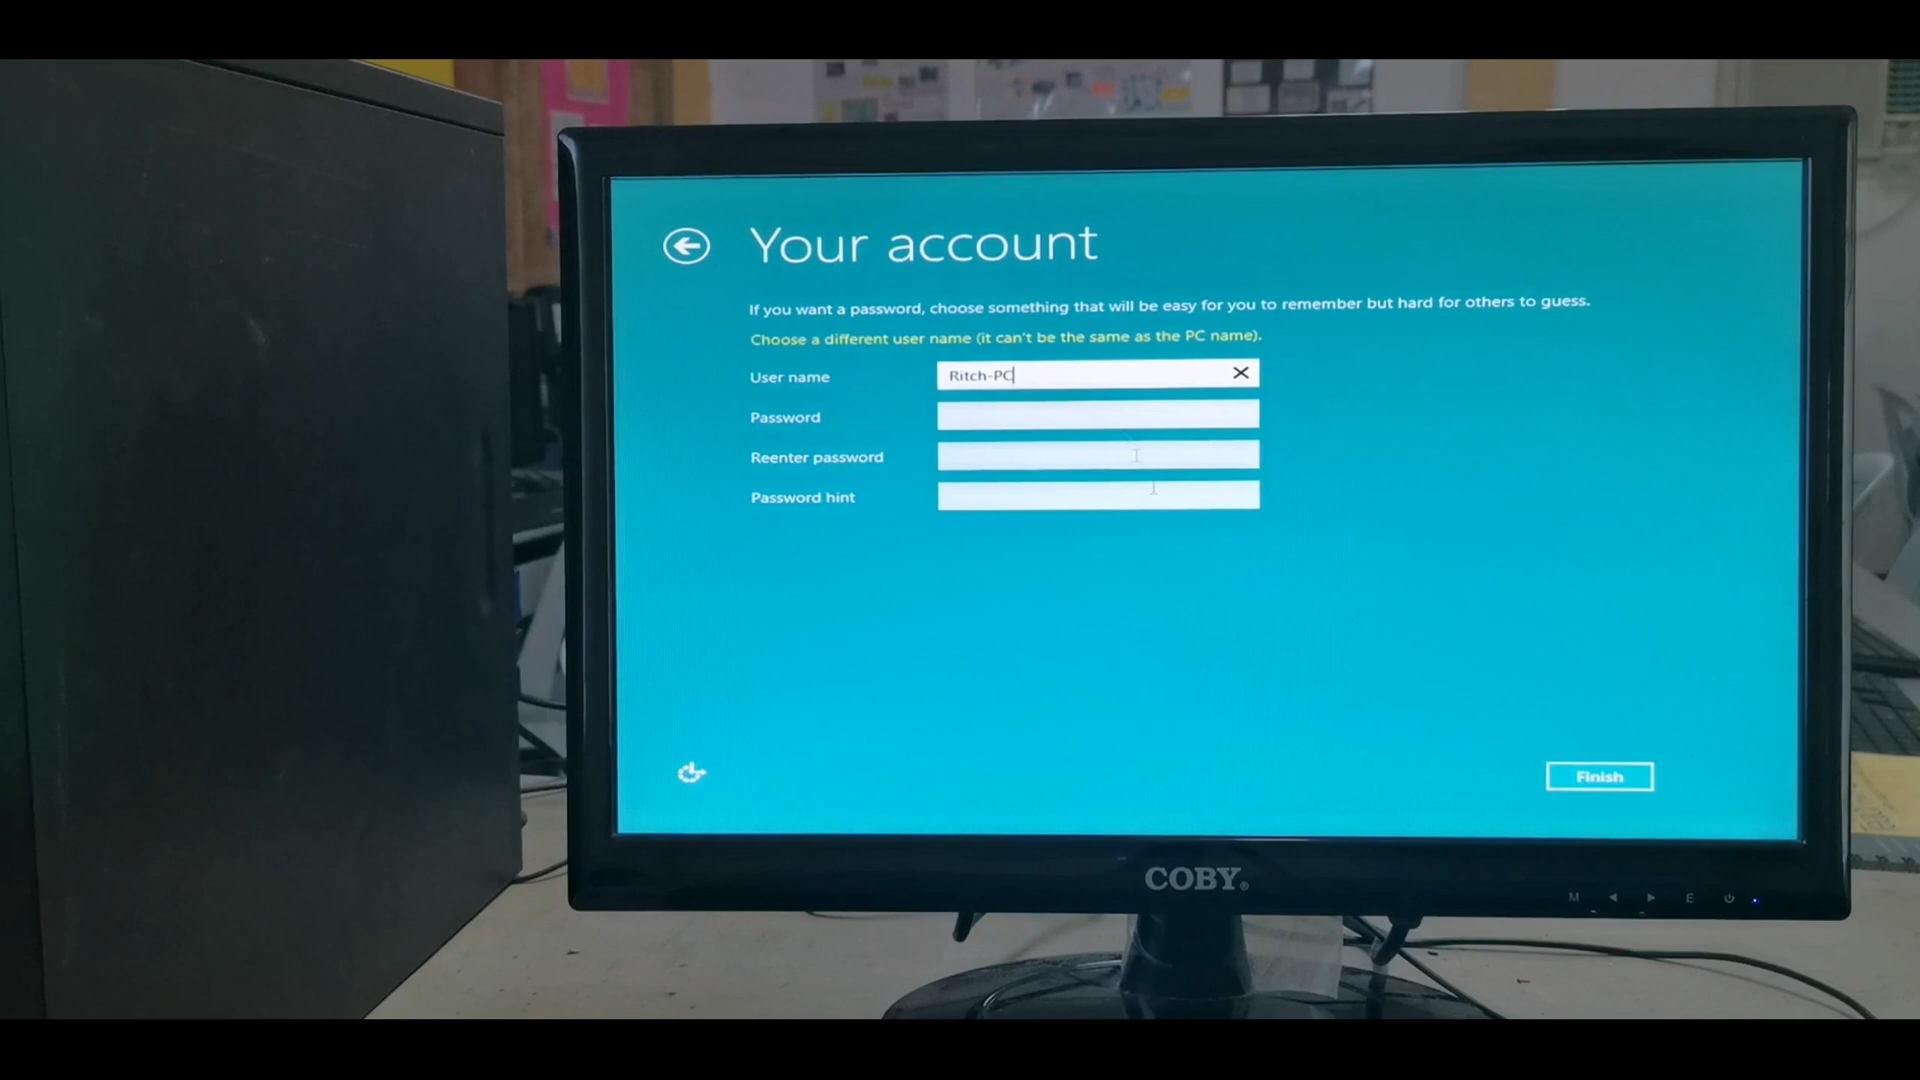 Your account
If you want a password, choose something that will be easy for you to remember but hard for others to guess.
Choose a different user name (it can't be the same as the PC name).
User name
Ritch-PC
Password
Reenter password
Password hint
Finish
COBY®
M
E